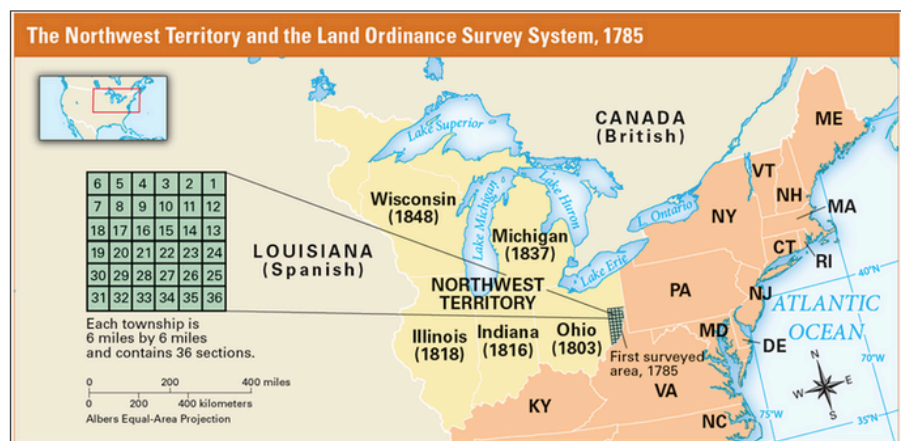 The Northwest Territory and the Land Ordinance Survey System, 1785
CANADA
(British)
Lake Superior
ME
VT
NH
MA
6 5 4 3 2 1
7 8 9 10 11 12
18 17 16 15 14 13
19 20 21 22 23 24
30 29 28 27 26 25
31 32 33 34 35 36
Wisconsin
(1848)
Lake Michigan
Lake Huron
L. Ontario
NY
Michigan
(1837)
CT
RI
LOUISIANA
(Spanish)
Lake Erie
40°N
NORTHWEST
TERRITORY
PA
NJ
ATLANTIC
OCEAN
Each township is
6 miles by 6 miles
and contains 36 sections.
Illinois
(1818)
Indiana
(1816)
Ohio
(1803)
MD
DE
First surveyed
area, 1785
70°W
N
W E
S
0 200 400 miles
0 200 400 kilometers
Albers Equal-Area Projection
KY
VA
NC
75°W
35°N